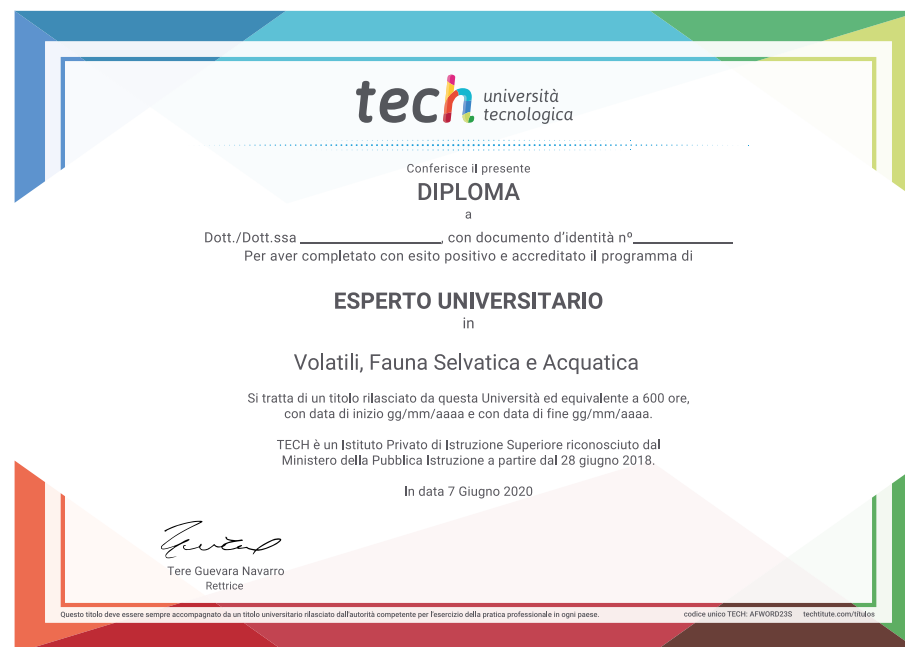 tech università
tecnologica
Conferisce il presente
DIPLOMA
a
Dott./Dott.ssa ____________________, con documento d'identità nº______________
Per aver completato con esito positivo e accreditato il programma di
ESPERTO UNIVERSITARIO
in
Volatili, Fauna Selvatica e Acquatica
Si tratta di un titolo rilasciato da questa Università ed equivalente a 600 ore,
con data di inizio gg/mm/aaaa e con data di fine gg/mm/aaaa.
TECH è un Istituto Privato di Istruzione Superiore riconosciuto dal
Ministero della Pubblica Istruzione a partire dal 28 giugno 2018.
In data 7 Giugno 2020
Tere Guevara Navarro
Rettrice
Questo titolo deve essere sempre accompagnato da un titolo universitario rilasciato dall'autorità competente per l'esercizio della pratica professionale in ogni paese. codice unico TECH: AFWORD23S techtitute.com/titulos